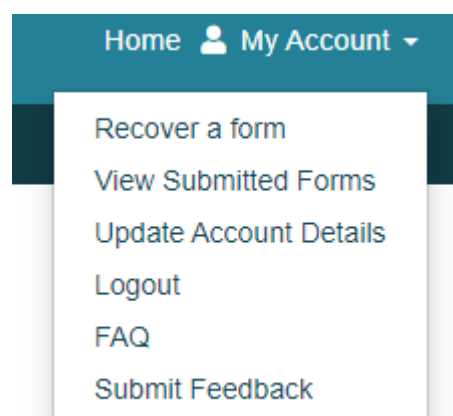 Home My Account
Recover a form
View Submitted Forms
Update Account Details
Logout
FAQ
Submit Feedback